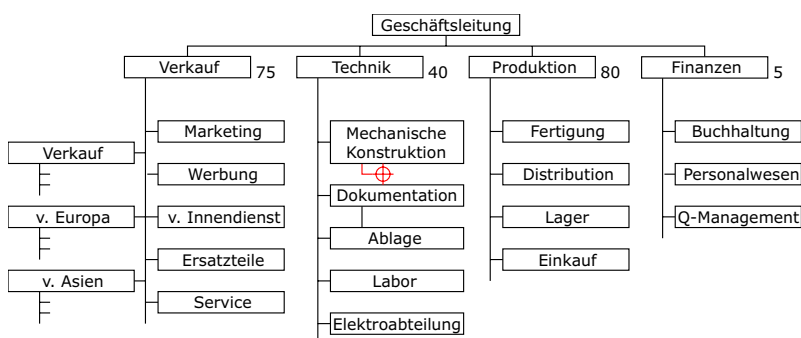 Geschäftsleitung
Verkauf 75
Technik 40
Produktion 80
Finanzen 5
Verkauf
v. Europa
v. Asien
Marketing
Werbung
v. Innendienst
Ersatzteile
Service
Mechanische
Konstruktion
Dokumentation
Ablage
Labor
Elektroabteilung
Fertigung
Distribution
Lager
Einkauf
Buchhaltung
Personalwesen
Q-Management